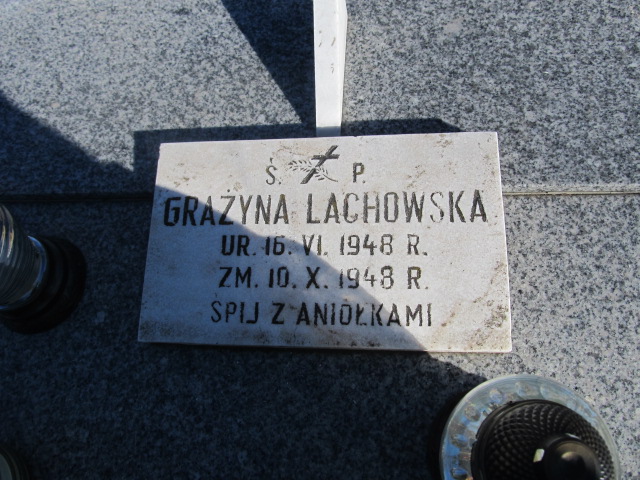 Ś. P.
GRAŻYNA LACHOWSKA
UR. 16. VI. 1948 R.
ZM. 10. X. 1948 R.
ŚPIJ Z ANIOŁKAMI